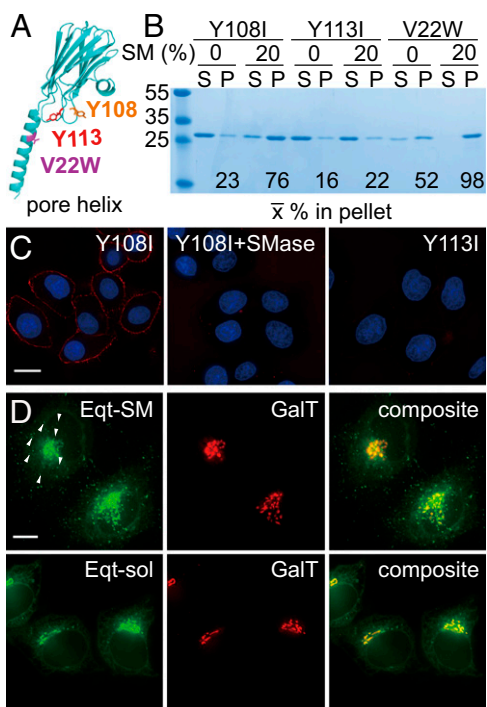 A
Y108
Y113
V22W
pore helix
B
Y108I Y113I V22W
SM (%) 0 20 0 20 0 20
S P S P S P S P S P S P
55
35
25
23 76 16 22 52 98
x̅ % in pellet
C
Y108I
Y108I+SMase
Y113I
D
Eqt-SM
GalT
composite
Eqt-sol
GalT
composite